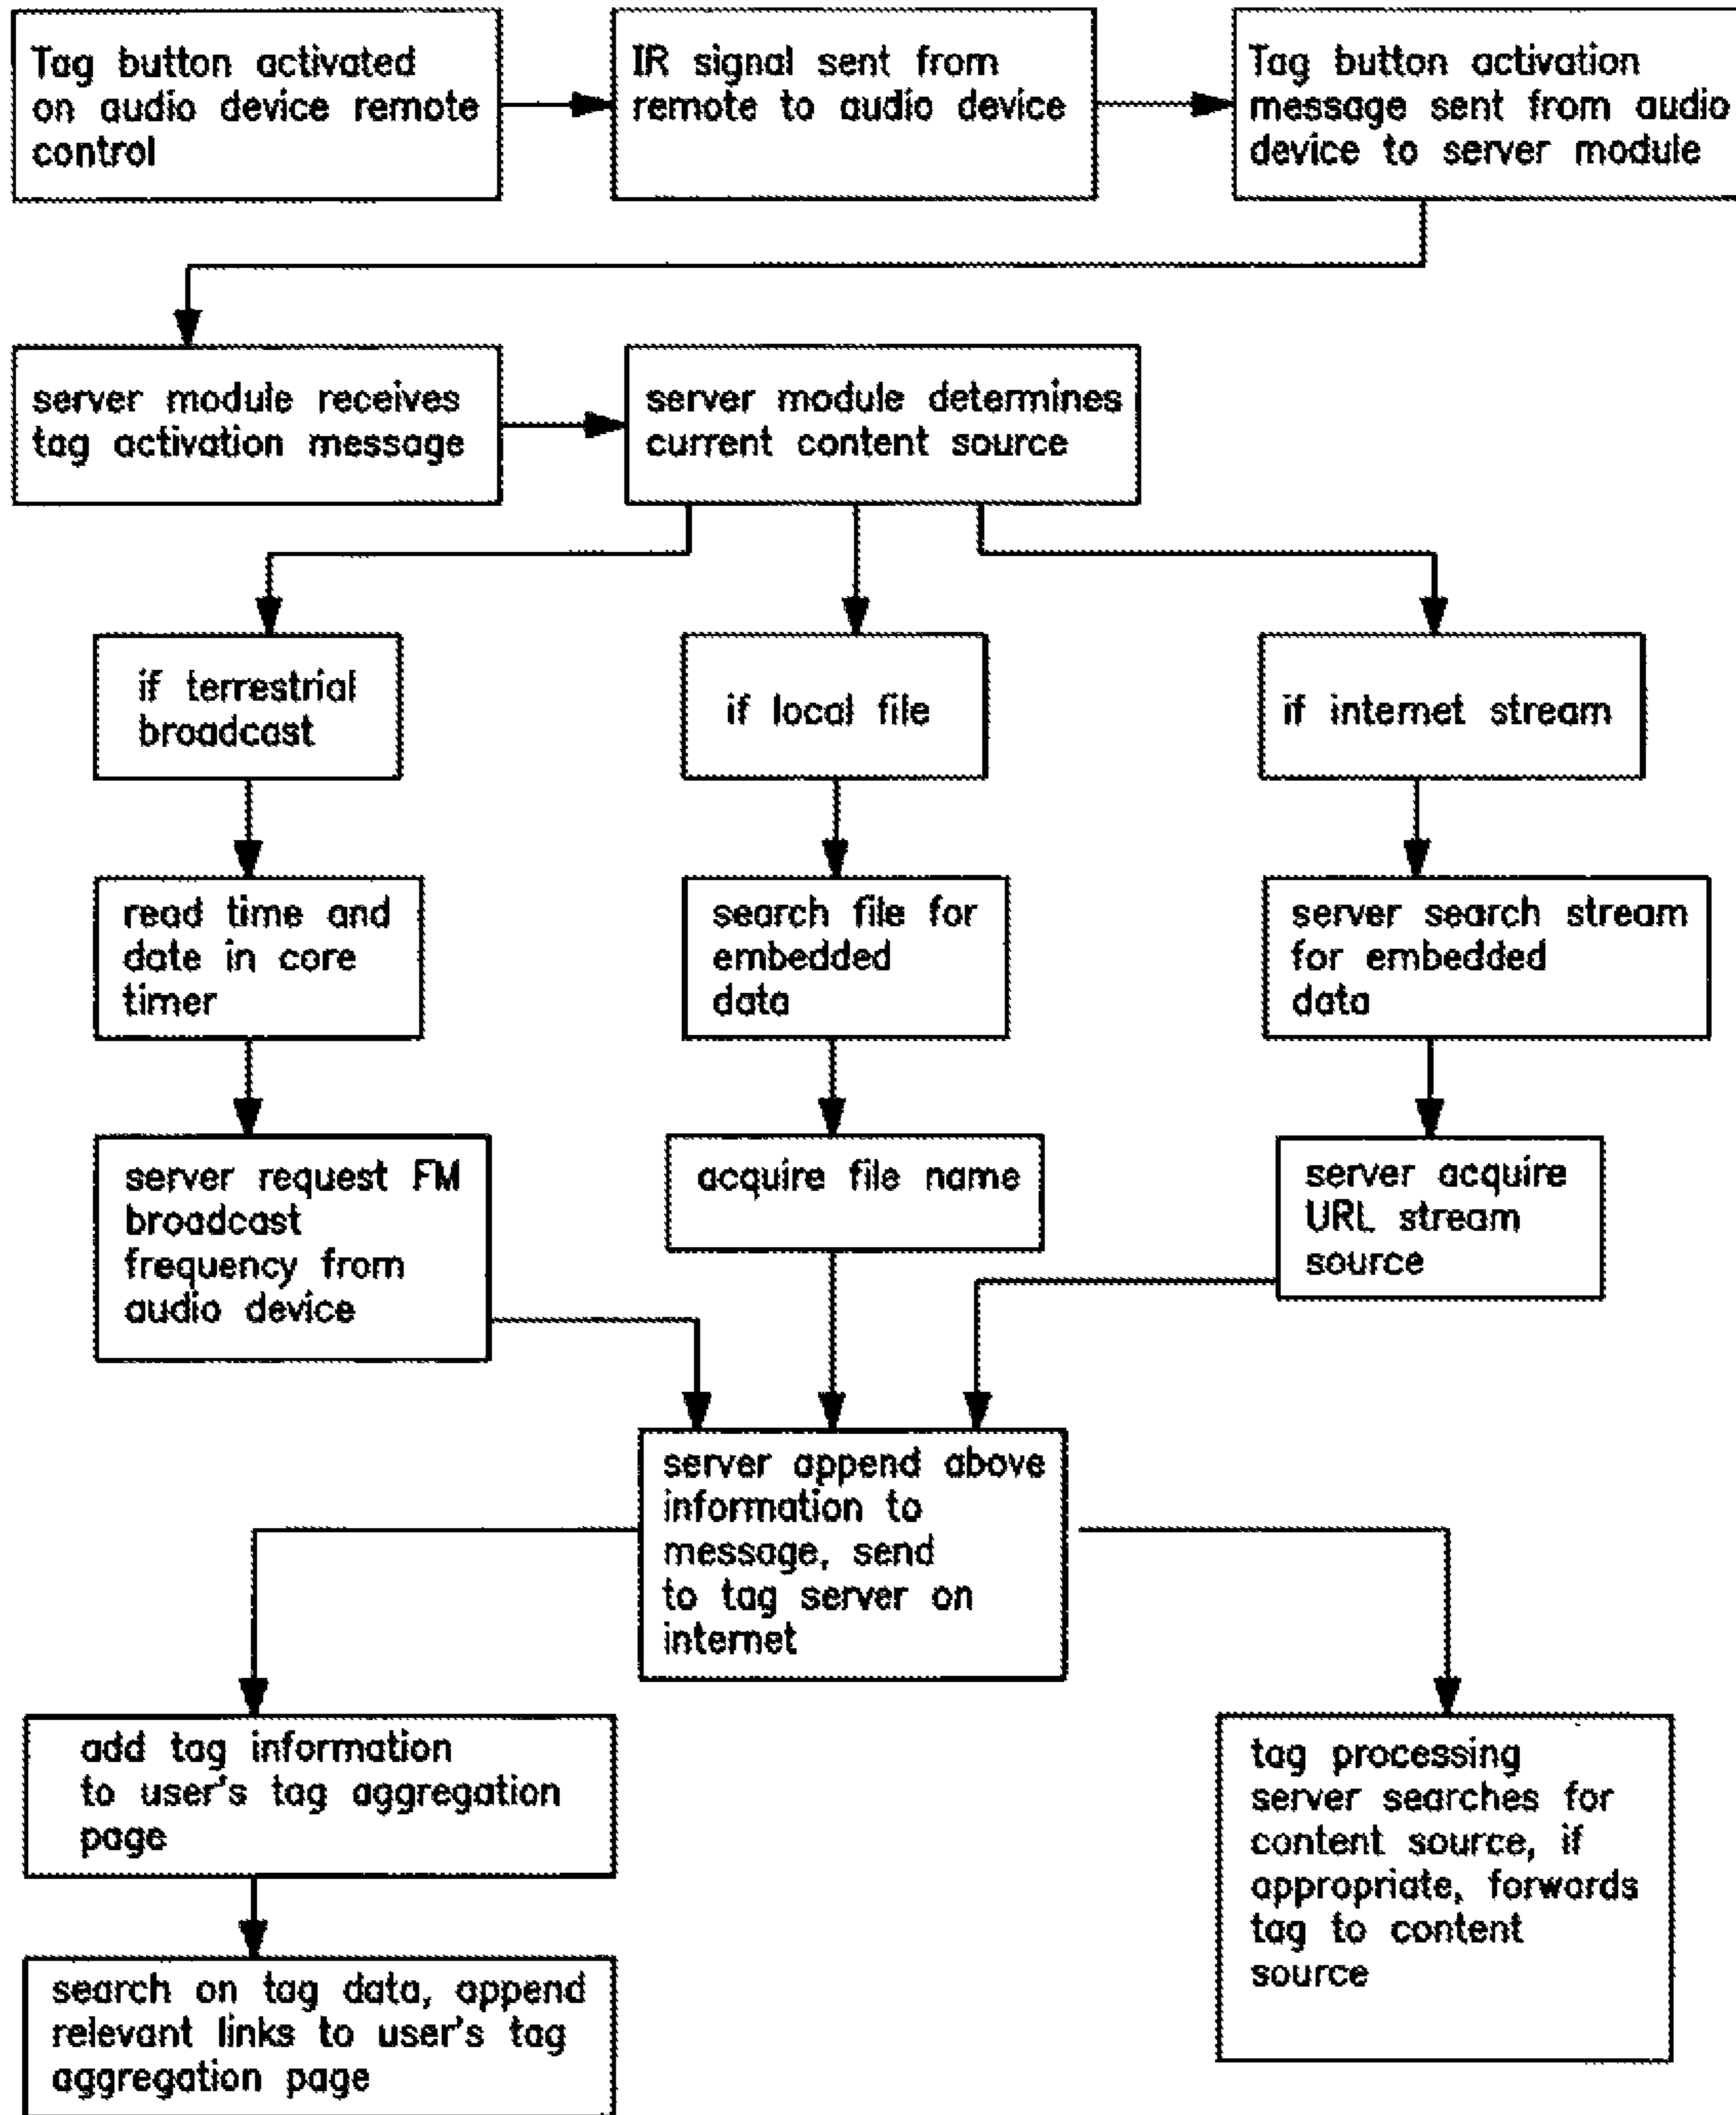 Tag button activated
on audio device remote
control
IR signal sent from
remote to audio device
Tag button activation
message sent from audio
device to server module
server module receives
tag activation message
server module determines
current content source
if terrestrial
broadcast
if local file
if internet stream
read time and
date in core
timer
search file for
embedded
data
server search stream
for embedded
data
server request FM
broadcast
frequency from
audio device
acquire file name
server acquire
URL stream
source
server append above
information to
message, send
to tag server on
internet
add tag information
to user's tag aggregation
page
tag processing
server searches for
content source, if
appropriate, forwards
tag to content
source
search on tag data, append
relevant links to user's tag
aggregation page